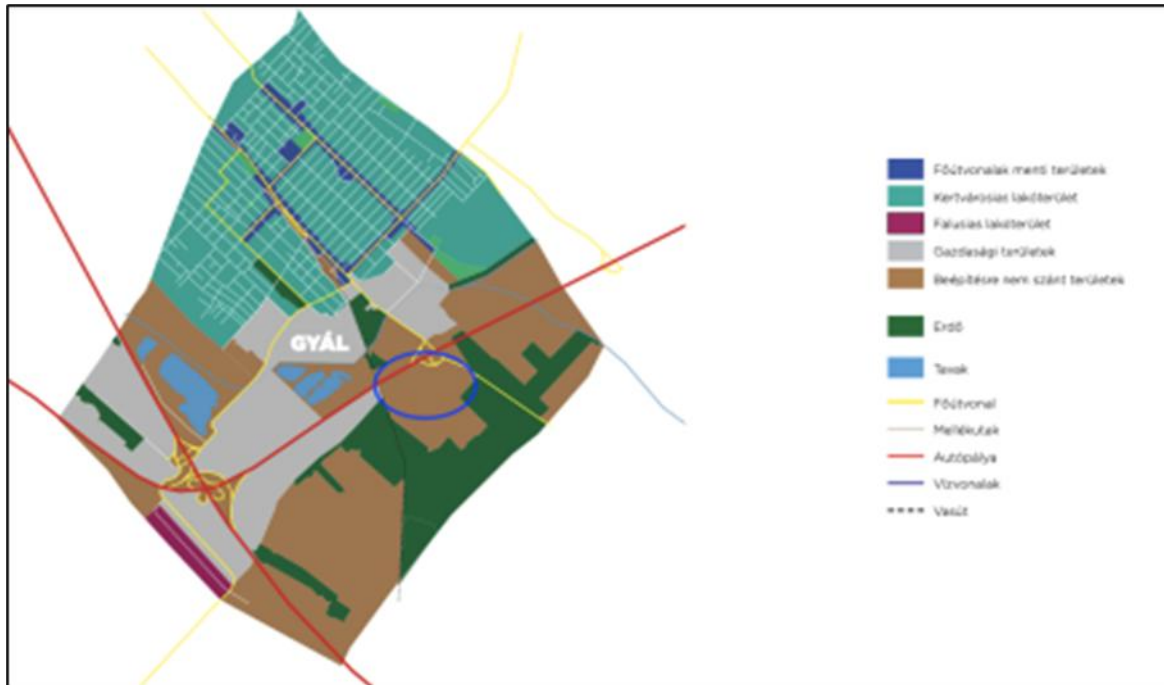 GYÁL
Főútvonalak menti területek
Kertvárosias lakóterület
Falusias lakóterület
Gazdasági területek
Beépítésre nem szánt területek
Erdő
Tavak
Főútvonal
Mellékutak
Autópálya
Vízvonalak
Vasút